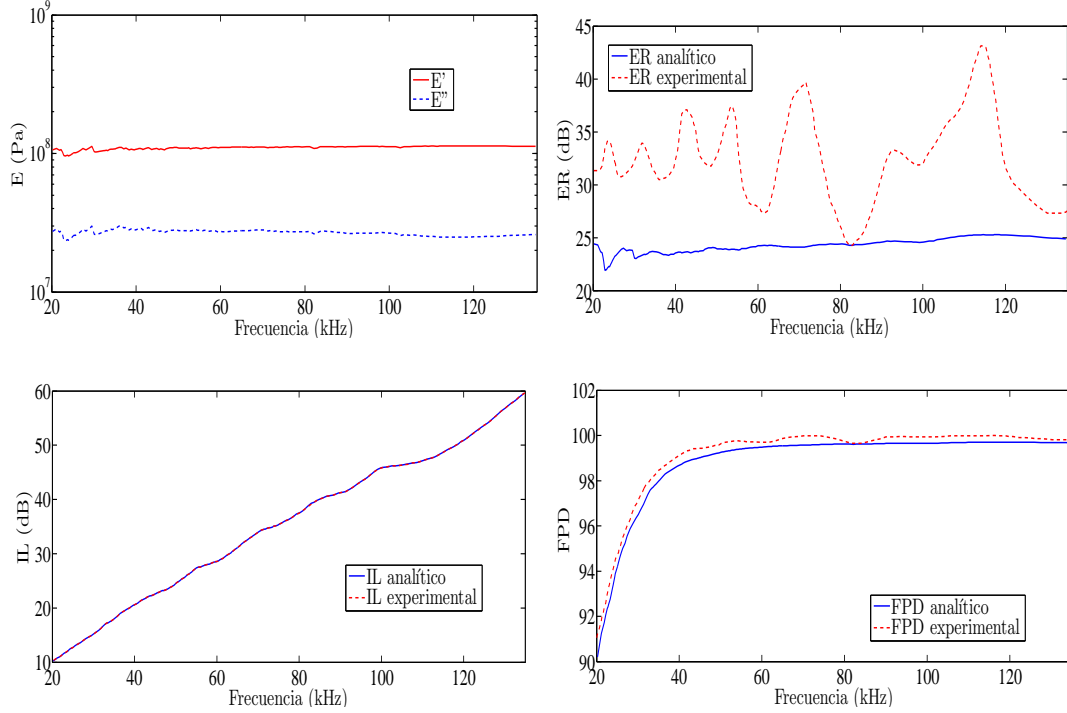 10^9
10^8
10^7
E (Pa)
E'
E''
20 40 60 80 100 120
Frecuencia (kHz)
45
40
35
30
25
20
ER (dB)
ER analítico
ER experimental
20 40 60 80 100 120
Frecuencia (kHz)
60
50
40
30
20
10
IL (dB)
IL analítico
IL experimental
20 40 60 80 100 120
Frecuencia (kHz)
102
100
98
96
94
92
90
FPD
FPD analítico
FPD experimental
20 40 60 80 100 120
Frecuencia (kHz)